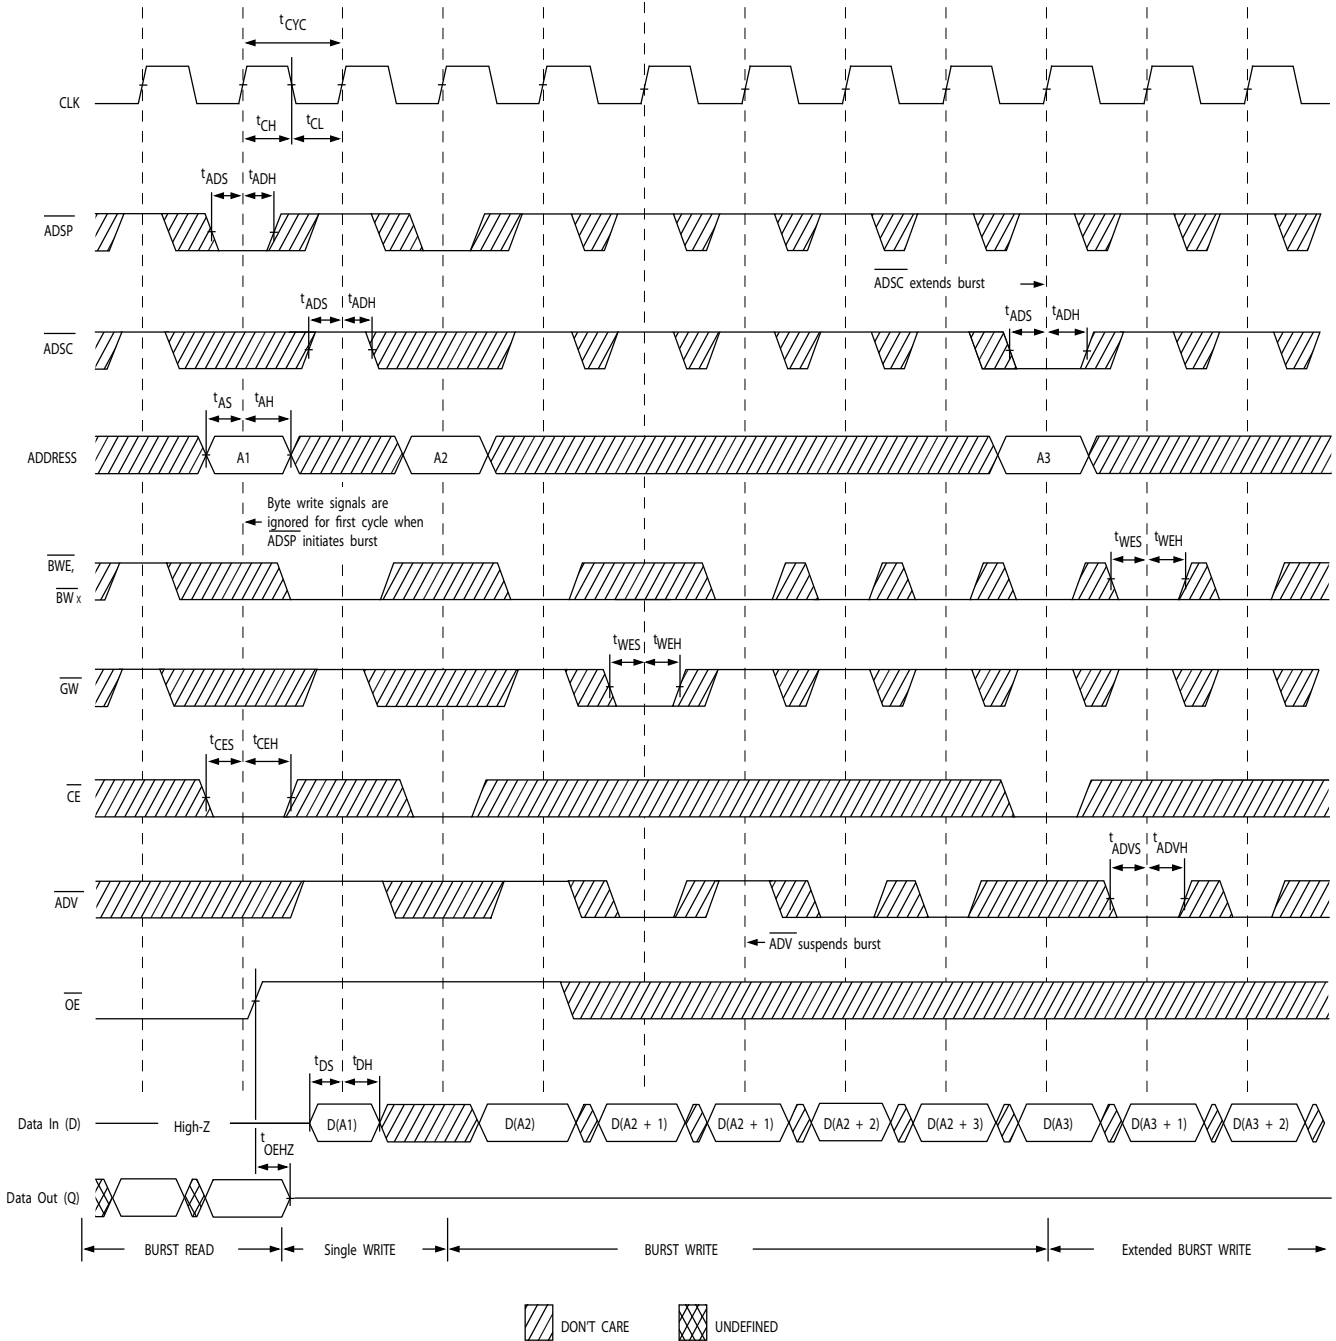 tCYC
CLK
tCH
tCL
tADS
tADH
ADSP
ADSC extends burst
tADS
tADH
tADS
tADH
ADSC
tAS
tAH
ADDRESS
A1
A2
A3
Byte write signals are
ignored for first cycle when
ADSP initiates burst
tWES
tWEH
BWE,
BW x
tWES
tWEH
GW
tCES
tCEH
CE
tADVS
tADVH
ADV
ADV suspends burst
OE
tDS
tDH
Data In (D)
High-Z
D(A1)
D(A2)
D(A2 + 1)
D(A2 + 1)
D(A2 + 2)
D(A2 + 3)
D(A3)
D(A3 + 1)
D(A3 + 2)
tOEHZ
Data Out (Q)
BURST READ
Single WRITE
BURST WRITE
Extended BURST WRITE
DON'T CARE
UNDEFINED